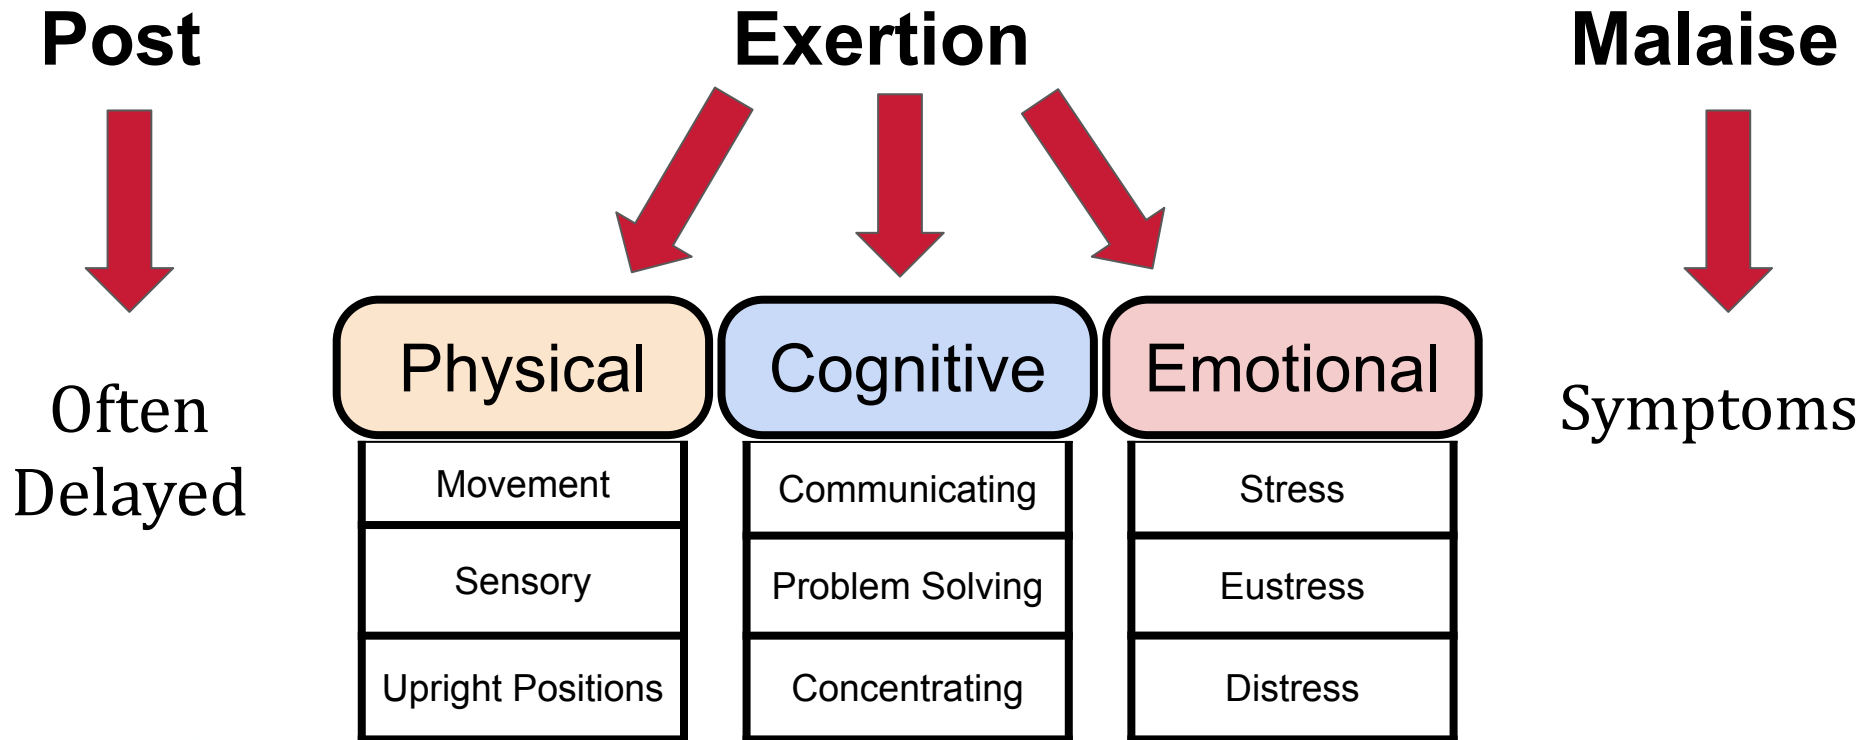 Post
Exertion
Malaise
Often
Delayed
Physical
Cognitive
Emotional
Symptoms
Movement
Communicating
Stress
Sensory
Problem Solving
Eustress
Upright Positions
Concentrating
Distress